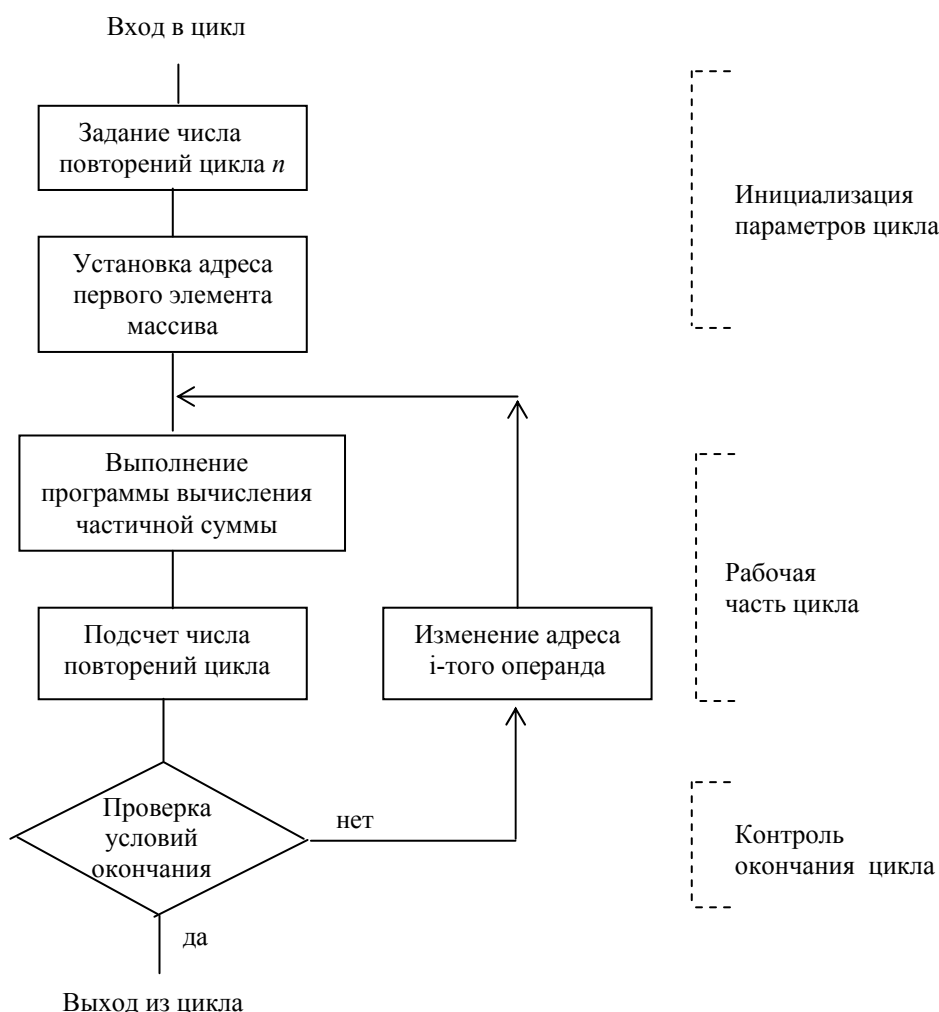 Вход в цикл
Задание числа
повторений цикла n
Инициализация
параметров цикла
Установка адреса
первого элемента
массива
Выполнение
программы вычисления
частичной суммы
Рабочая
часть цикла
Подсчет числа
повторений цикла
Изменение адреса
i-того операнда
Проверка
условий
окончания
нет
Контроль
окончания цикла
да
Выход из цикла